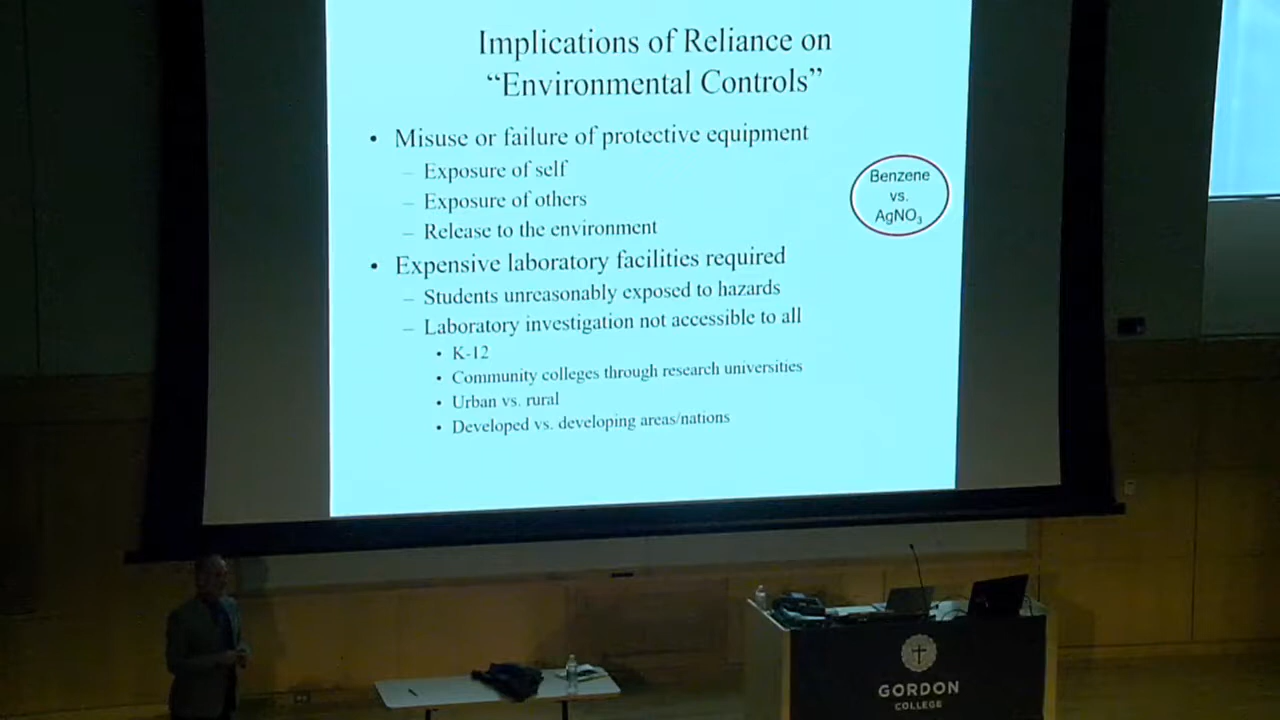 Implications of Reliance on
“Environmental Controls”
• Misuse or failure of protective equipment
– Exposure of self
– Exposure of others
– Release to the environment
• Expensive laboratory facilities required
– Students unreasonably exposed to hazards
– Laboratory investigation not accessible to all
• K-12
• Community colleges through research universities
• Urban vs. rural
• Developed vs. developing areas/nations
Benzene
vs.
AgNO₃
GORDON
COLLEGE